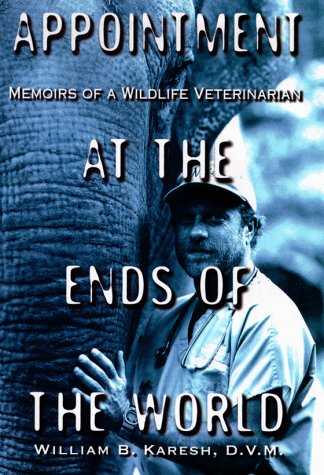 APPOINTMENT
MEMOIRS OF A WILDLIFE VETERINARIAN
AT THE
ENDS OF
THE WORLD
WILLIAM B. KARESH, D.V.M.